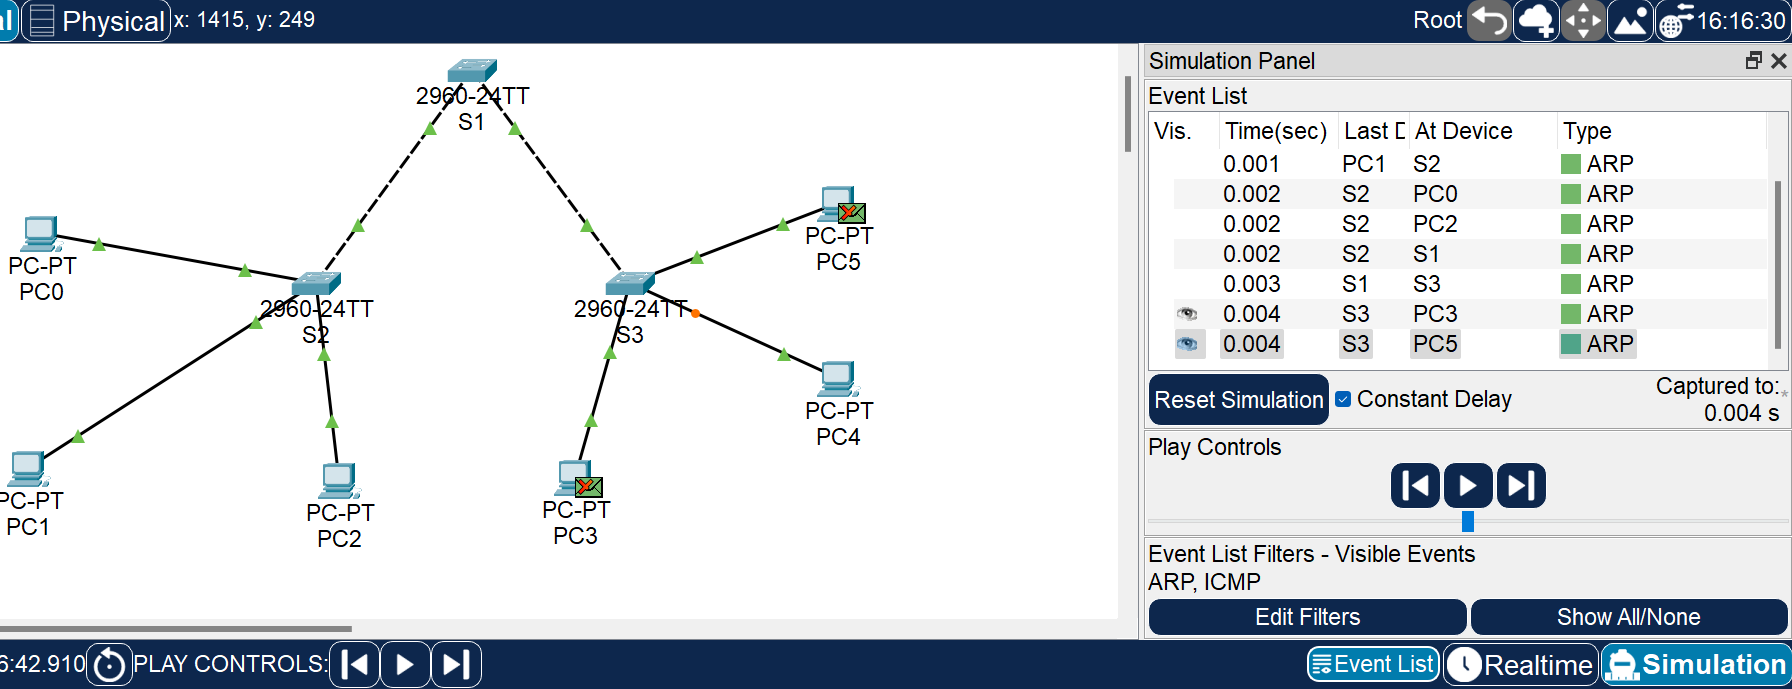 al Physical x: 1415, y: 249 Root 16:16:30
2960-24TT
S1
PC-PT
PC0
2960-24TT
S2
PC-PT
PC1
PC-PT
PC2
2960-24TT
S3
PC-PT
PC5
PC-PT
PC4
PC-PT
PC3
Simulation Panel
Event List
Vis. Time(sec) Last D At Device Type
0.001 PC1 S2 ARP
0.002 S2 PC0 ARP
0.002 S2 PC2 ARP
0.002 S2 S1 ARP
0.003 S1 S3 ARP
0.004 S3 PC3 ARP
0.004 S3 PC5 ARP
Reset Simulation Constant Delay Captured to:*
0.004 s
Play Controls
Event List Filters - Visible Events
ARP, ICMP
Edit Filters Show All/None
6:42.910 PLAY CONTROLS: Event List Realtime Simulation